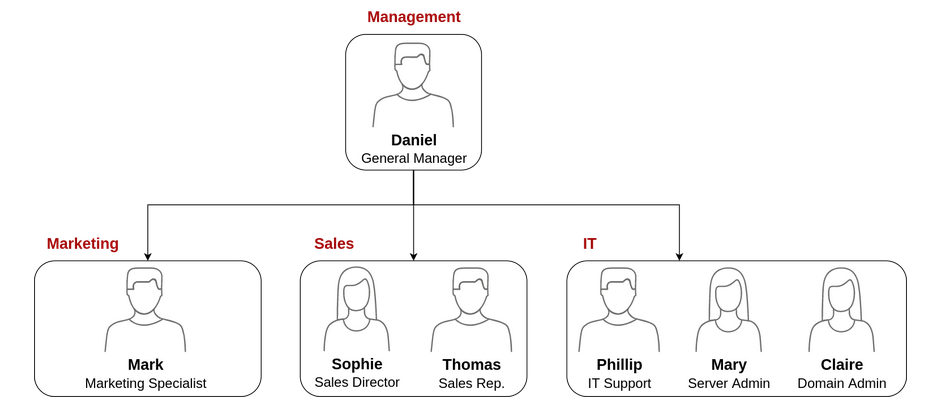 Management
Daniel
General Manager
Marketing
Sales
IT
Mark
Marketing Specialist
Sophie
Sales Director
Thomas
Sales Rep.
Phillip
IT Support
Mary
Server Admin
Claire
Domain Admin